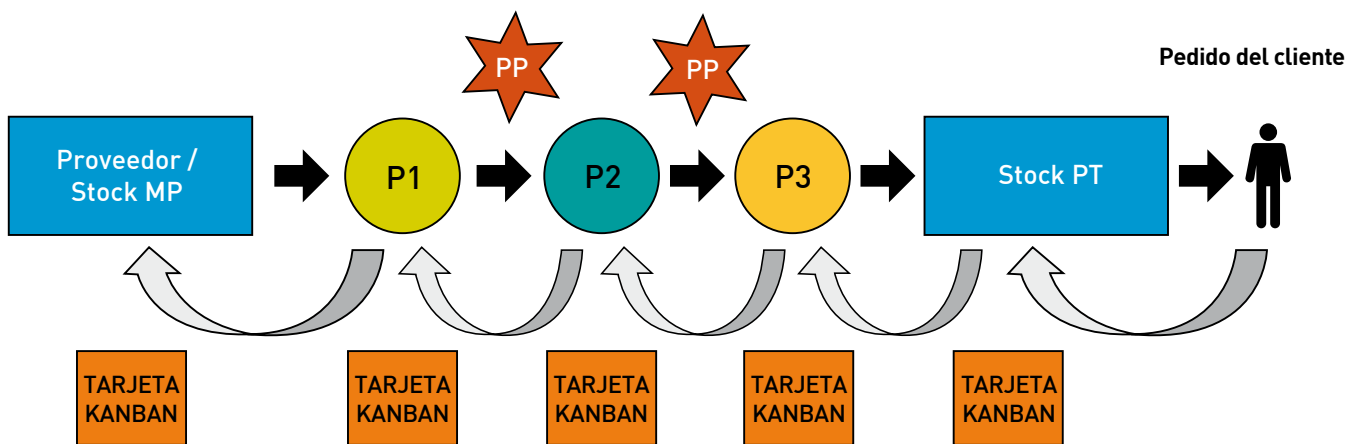 PP
PP
Pedido del cliente
Proveedor /
Stock MP
P1
P2
P3
Stock PT
TARJETA
KANBAN
TARJETA
KANBAN
TARJETA
KANBAN
TARJETA
KANBAN
TARJETA
KANBAN